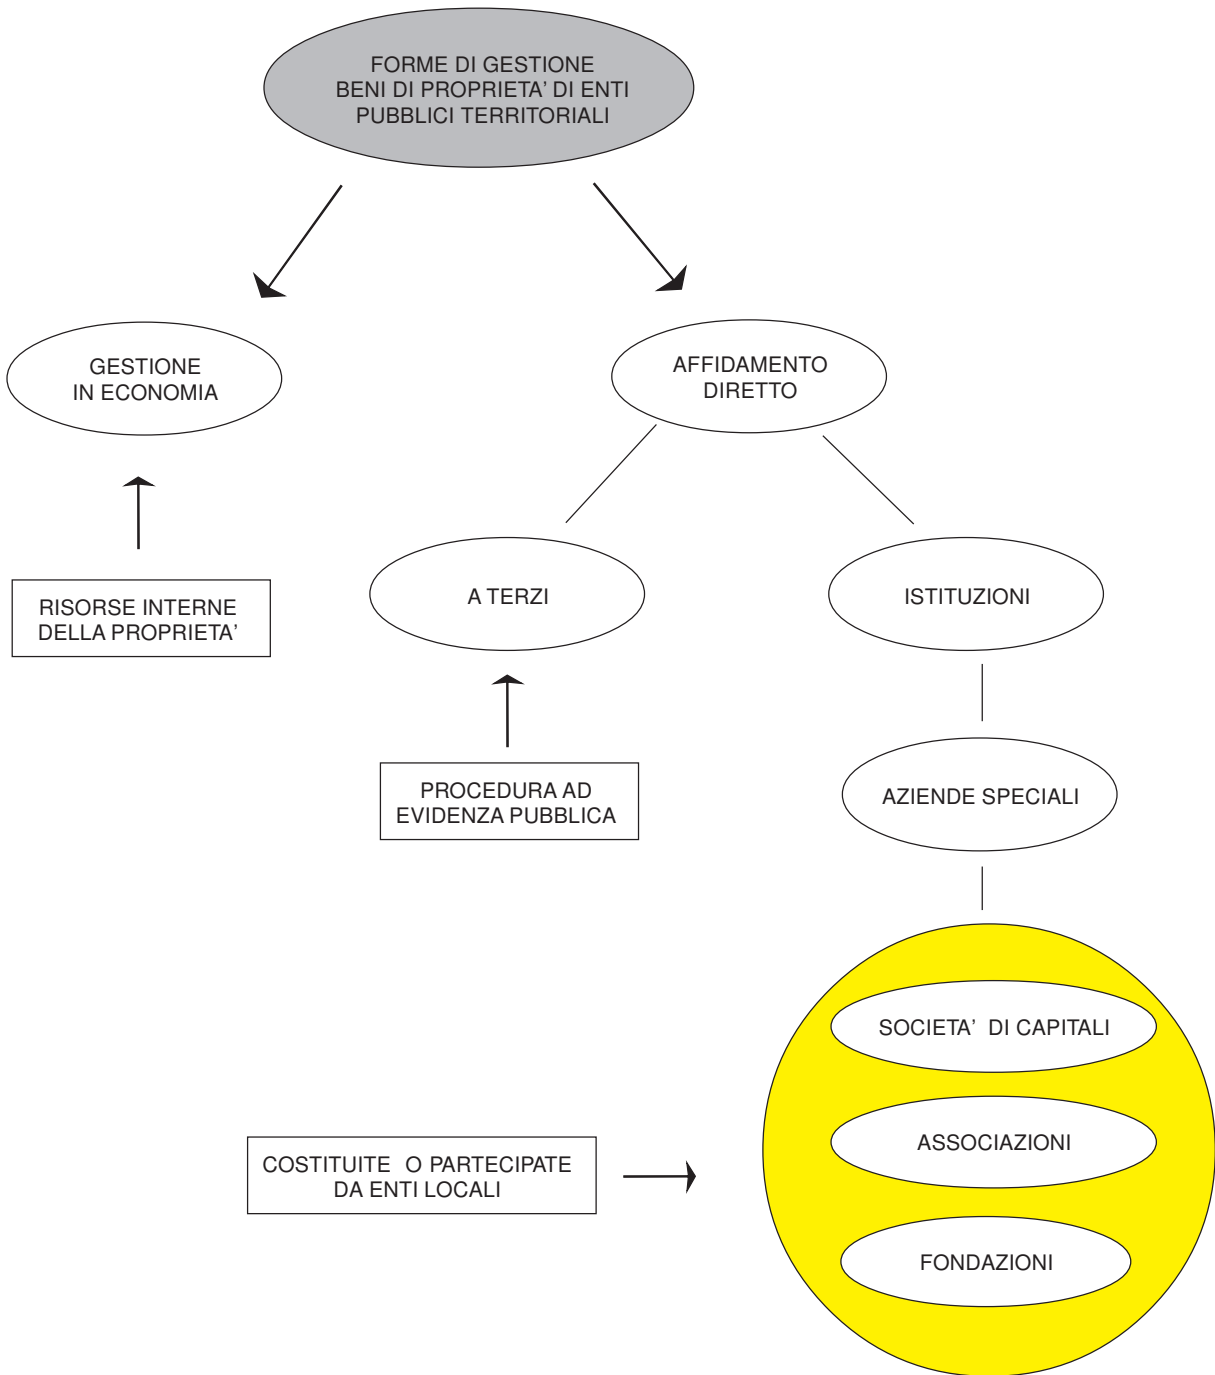 FORME DI GESTIONE
BENI DI PROPRIETA' DI ENTI
PUBBLICI TERRITORIALI
GESTIONE
IN ECONOMIA
AFFIDAMENTO
DIRETTO
RISORSE INTERNE
DELLA PROPRIETA'
A TERZI
ISTITUZIONI
PROCEDURA AD
EVIDENZA PUBBLICA
AZIENDE SPECIALI
SOCIETA' DI CAPITALI
ASSOCIAZIONI
COSTITUITE O PARTECIPATE
DA ENTI LOCALI
FONDAZIONI